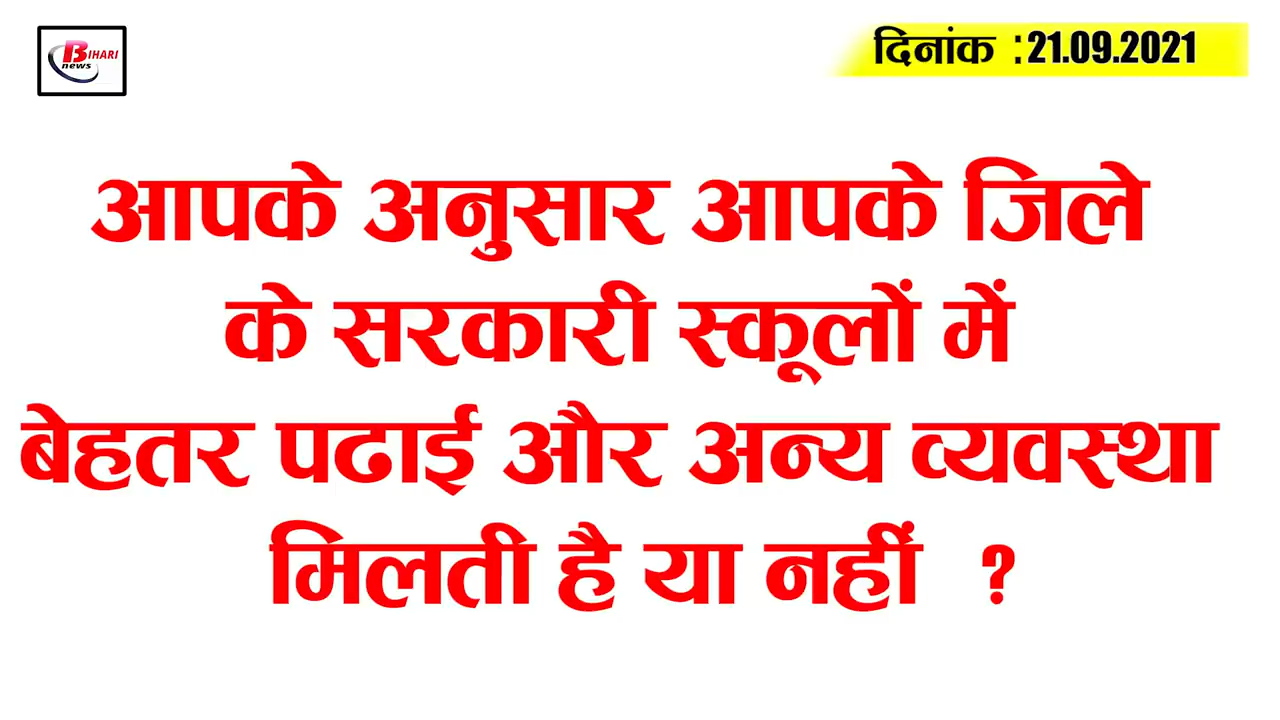 BIHARI
news
दिनांक :21.09.2021
आपके अनुसार आपके जिले
के सरकारी स्कूलों में
बेहतर पढाई और अन्य व्यवस्था
मिलती है या नहीं ?